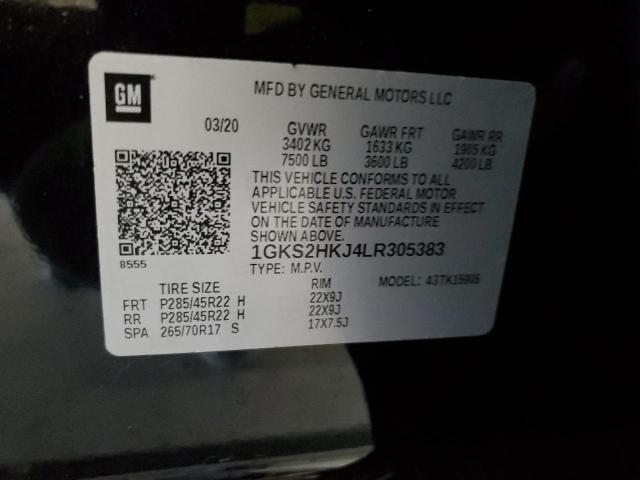 GM
MFD BY GENERAL MOTORS LLC
03/20 GVWR GAWR FRT GAWR RR
3402 KG 1633 KG 1905 KG
7500 LB 3600 LB 4200 LB
THIS VEHICLE CONFORMS TO ALL
APPLICABLE U.S. FEDERAL MOTOR
VEHICLE SAFETY STANDARDS IN EFFECT
ON THE DATE OF MANUFACTURE
SHOWN ABOVE.
1GKS2HKJ4LR305383
8555
TYPE: M.P.V. MODEL: 43TK15906
TIRE SIZE RIM
FRT P285/45R22 H 22X9J
RR P285/45R22 H 22X9J
SPA 265/70R17 S 17X7.5J